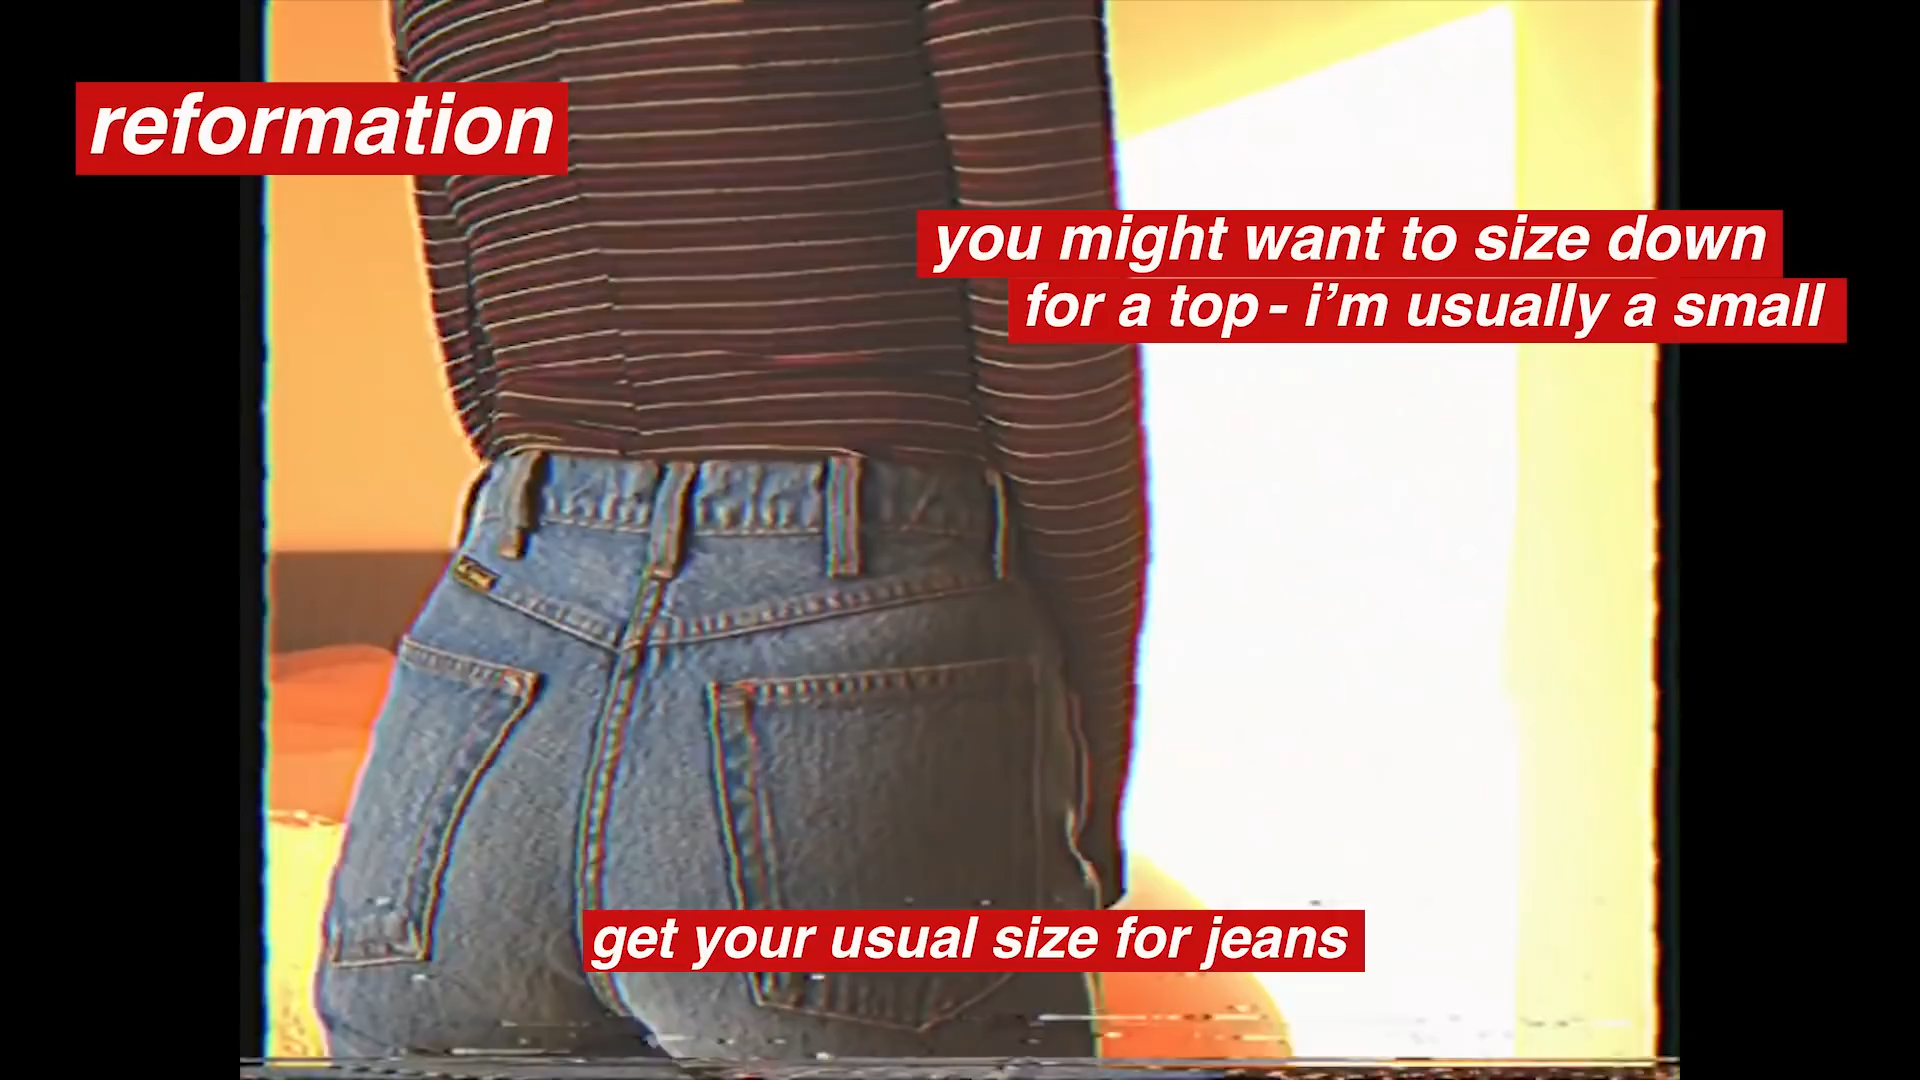 reformation
you might want to size down
for a top - i’m usually a small
get your usual size for jeans